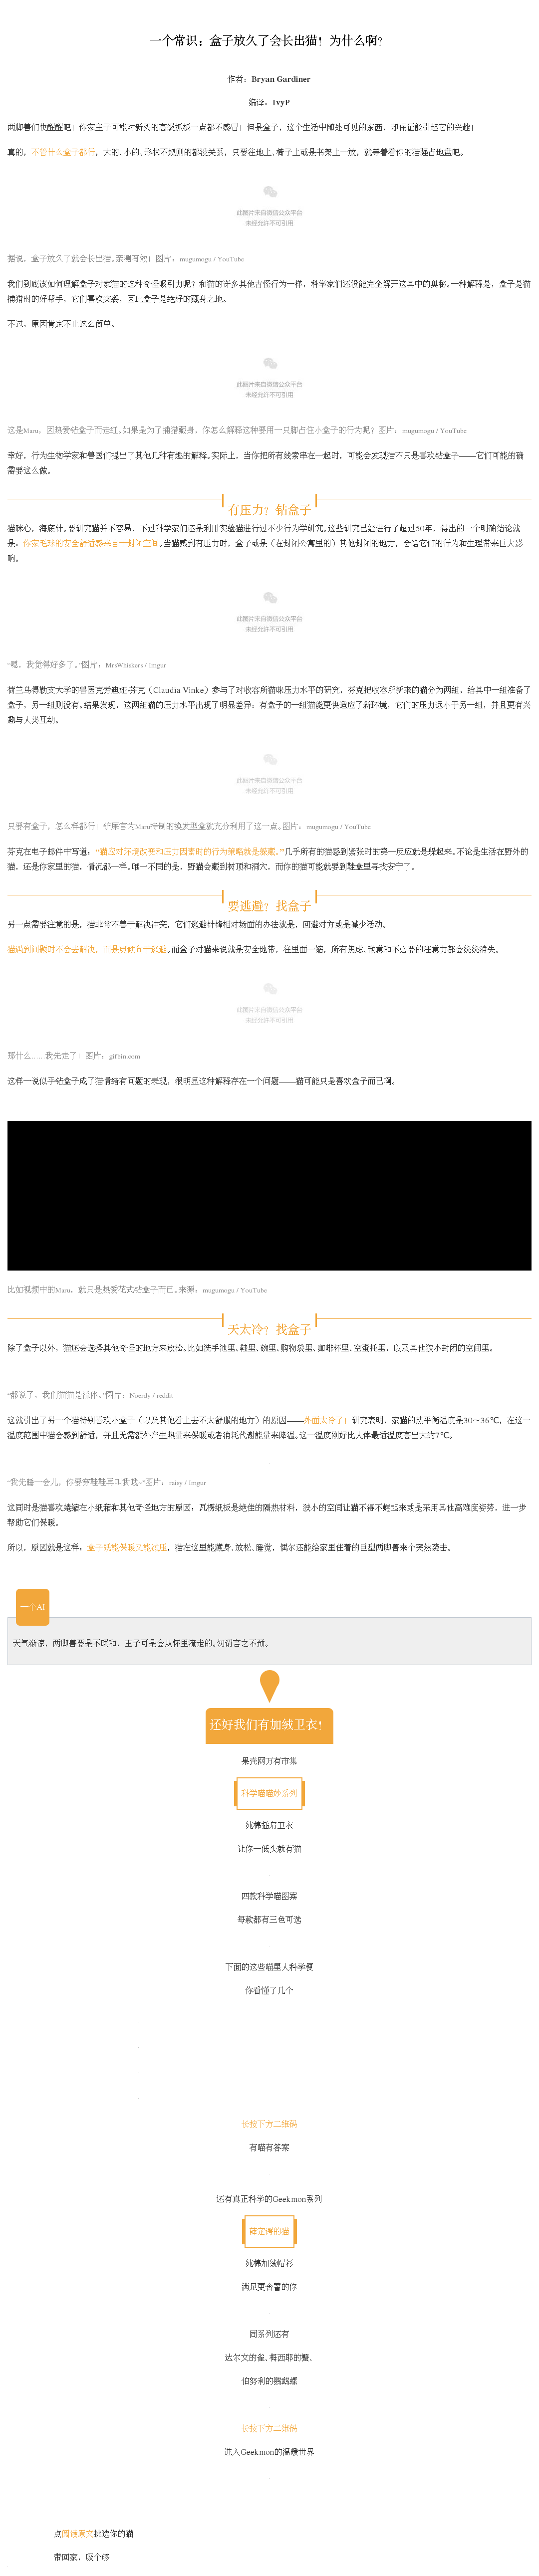 一个常识：盒子放久了会长出猫！为什么啊？
作者：Bryan Gardiner
编译：IvyP
两脚兽们快醒醒吧！你家主子可能对新买的高级抓板一点都不感冒！但是盒子，这个生活中随处可见的东西，却保证能引起它的兴趣！
真的，不管什么盒子都行，大的、小的、形状不规则的都没关系，只要往地上、椅子上或是书架上一放，就等着看你的猫强占地盘吧。
此图片来自微信公众平台
未经允许不可引用
据说，盒子放久了就会长出猫。亲测有效！图片：mugumogu / YouTube
我们到底该如何理解盒子对家猫的这种奇怪吸引力呢？和猫的许多其他古怪行为一样，科学家们还没能完全解开这其中的奥秘。一种解释是，盒子是猫
捕猎时的好帮手，它们喜欢突袭，因此盒子是绝好的藏身之地。
不过，原因肯定不止这么简单。
此图片来自微信公众平台
未经允许不可引用
这是Maru，因热爱钻盒子而走红。如果是为了捕猎藏身，你怎么解释这种要用一只脚占住小盒子的行为呢？图片：mugumogu / YouTube
幸好，行为生物学家和兽医们提出了其他几种有趣的解释。实际上，当你把所有线索串在一起时，可能会发现猫不只是喜欢钻盒子——它们可能的确
需要这么做。
有压力？钻盒子
猫咪心，海底针。要研究猫并不容易，不过科学家们还是利用实验猫进行过不少行为学研究。这些研究已经进行了超过50年，得出的一个明确结论就
是：你家毛球的安全舒适感来自于封闭空间。当猫感到有压力时，盒子或是（在封闭公寓里的）其他封闭的地方，会给它们的行为和生理带来巨大影
响。
此图片来自微信公众平台
未经允许不可引用
“嗯，我觉得好多了。”图片：MrsWhiskers / Imgur
荷兰乌得勒支大学的兽医克劳迪娅·芬克（Claudia Vinke）参与了对收容所猫咪压力水平的研究，芬克把收容所新来的猫分为两组，给其中一组准备了
盒子，另一组则没有。结果发现，这两组猫的压力水平出现了明显差异：有盒子的一组猫能更快适应了新环境，它们的压力远小于另一组，并且更有兴
趣与人类互动。
此图片来自微信公众平台
未经允许不可引用
只要有盒子，怎么样都行！铲屎官为Maru特制的换发型盒就充分利用了这一点。图片：mugumogu / YouTube
芬克在电子邮件中写道，“猫应对环境改变和压力因素时的行为策略就是躲藏，”几乎所有的猫感到紧张时的第一反应就是躲起来。不论是生活在野外的
猫，还是你家里的猫，情况都一样。唯一不同的是，野猫会藏到树顶和洞穴，而你的猫可能就要到鞋盒里寻找安宁了。
要逃避？找盒子
另一点需要注意的是，猫非常不善于解决冲突，它们逃避针锋相对场面的办法就是，回避对方或是减少活动。
猫遇到问题时不会去解决，而是更倾向于逃避。而盒子对猫来说就是安全地带，往里面一缩，所有焦虑、敌意和不必要的注意力都会统统消失。
此图片来自微信公众平台
未经允许不可引用
那什么……我先走了！图片：gifbin.com
这样一说似乎钻盒子成了猫情绪有问题的表现，很明显这种解释存在一个问题——猫可能只是喜欢盒子而已啊。
比如视频中的Maru，就只是热爱花式钻盒子而已。来源：mugumogu / YouTube
天太冷？找盒子
除了盒子以外，猫还会选择其他奇怪的地方来放松。比如洗手池里、鞋里、碗里、购物袋里、咖啡杯里、空蛋托里，以及其他狭小封闭的空间里。
“都说了，我们猫猫是液体。”图片：Noerdy / reddit
这就引出了另一个猫特别喜欢小盒子（以及其他看上去不太舒服的地方）的原因——外面太冷了！研究表明，家猫的热平衡温度是30～36℃，在这一
温度范围中猫会感到舒适，并且无需额外产生热量来保暖或者消耗代谢能量来降温。这一温度刚好比人体最适温度高出大约7℃。
“我先睡一会儿，你要穿鞋鞋再叫我哦~”图片：raisy / Imgur
这同时是猫喜欢蜷缩在小纸箱和其他奇怪地方的原因，瓦楞纸板是绝佳的隔热材料，狭小的空间让猫不得不蜷起来或是采用其他高难度姿势，进一步
帮助它们保暖。
所以，原因就是这样：盒子既能保暖又能减压，猫在这里能藏身、放松、睡觉，偶尔还能给家里住着的巨型两脚兽来个突然袭击。
一个AI
天气渐凉，两脚兽要是不暖和，主子可是会从怀里流走的。勿谓言之不预。
还好我们有加绒卫衣！
果壳网万有市集
科学喵喵妙系列
纯棉插肩卫衣
让你一低头就有猫
四款科学喵图案
每款都有三色可选
下面的这些喵星人科学梗
你看懂了几个
长按下方二维码
有喵有答案
还有真正科学的Geekmon系列
薛定谔的猫
纯棉加绒帽衫
满足更含蓄的你
同系列还有
达尔文的雀、梅西耶的蟹、
伯努利的鹦鹉螺
长按下方二维码
进入Geekmon的温暖世界
点阅读原文挑选你的猫
带回家，吸个够